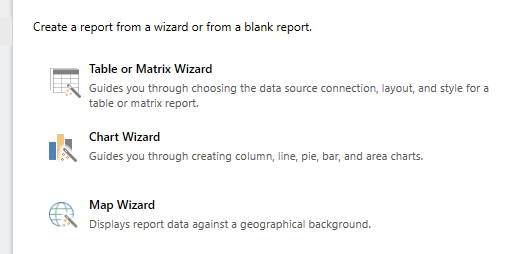 Create a report from a wizard or from a blank report.
Table or Matrix Wizard
Guides you through choosing the data source connection, layout, and style for a
table or matrix report.
Chart Wizard
Guides you through creating column, line, pie, bar, and area charts.
Map Wizard
Displays report data against a geographical background.